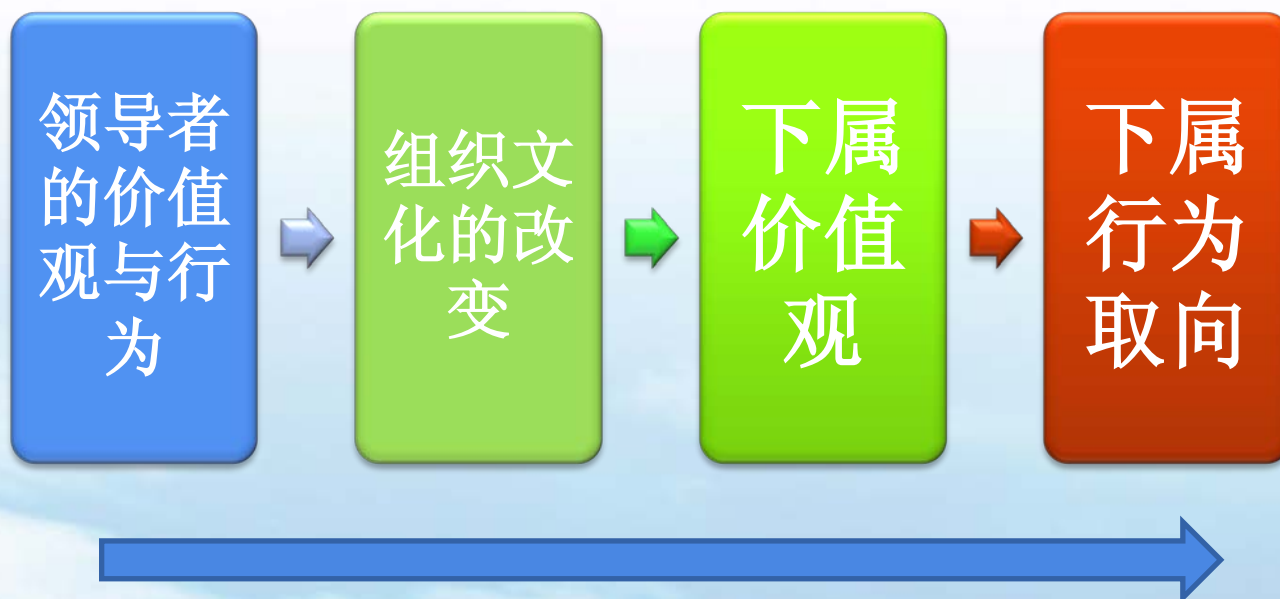 领导者
的价值
观与行
为
组织文
化的改
变
下属
价值
观
下属
行为
取向